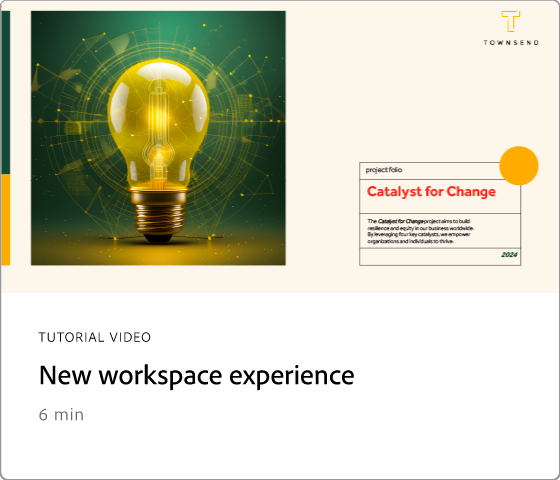 TOWNSEND
project folio
Catalyst for Change
The Catalyst for Change project aims to build
resilience and equity in our business worldwide.
By leveraging four key catalysts, we empower
organizations and individuals to thrive.
2024
TUTORIAL VIDEO
New workspace experience
6 min